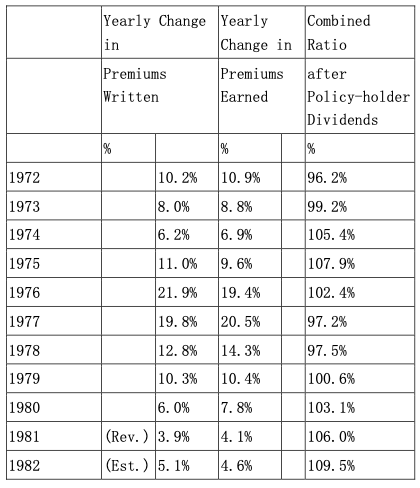 Yearly Change in Yearly Change in Combined Ratio
Premiums Written Premiums Earned after Policy-holder Dividends
% % %
1972 10.2% 10.9% 96.2%
1973 8.0% 8.8% 99.2%
1974 6.2% 6.9% 105.4%
1975 11.0% 9.6% 107.9%
1976 21.9% 19.4% 102.4%
1977 19.8% 20.5% 97.2%
1978 12.8% 14.3% 97.5%
1979 10.3% 10.4% 100.6%
1980 6.0% 7.8% 103.1%
1981 (Rev.) 3.9% 4.1% 106.0%
1982 (Est.) 5.1% 4.6% 109.5%